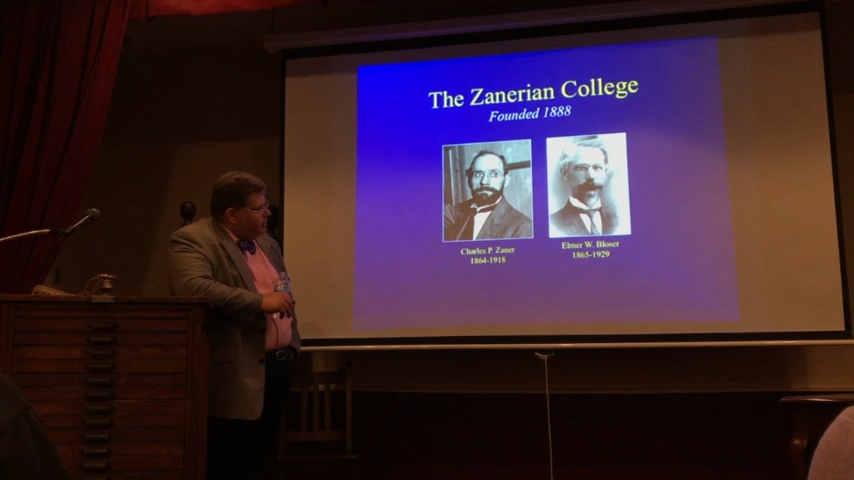 The Zanerian College
Founded 1888
Charles P. Zaner
1864-1918
Elmer W. Bloser
1865-1929